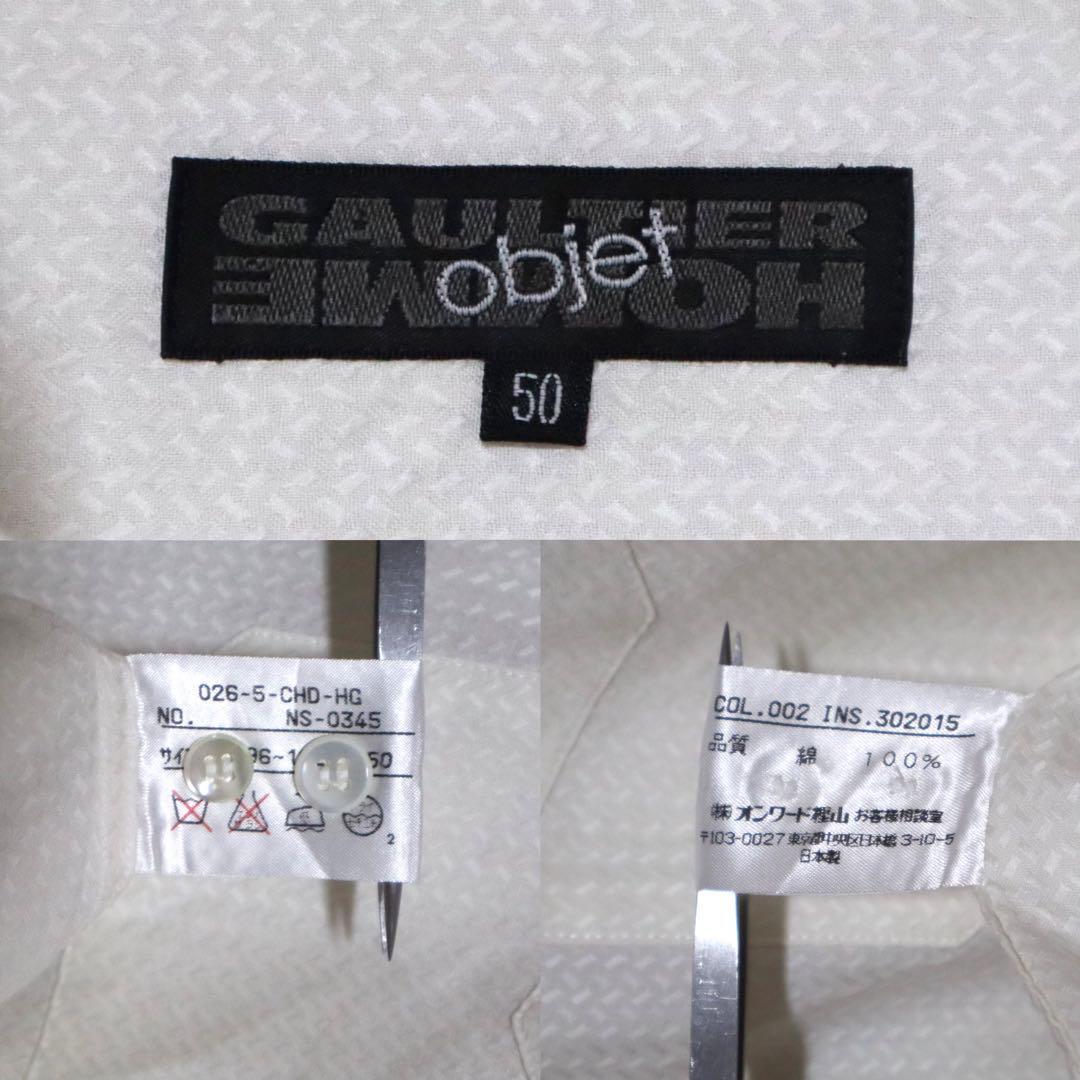 GAULTIER
HOMME
objet
50
026-5-CHD-HG
NO. NS-0345
50
2
COL.002 INS.302015
品質 綿 100%
(株)オンワード樫山 お客様相談室
〒103-0027 東京都中央区日本橋 3-10-5
日本製